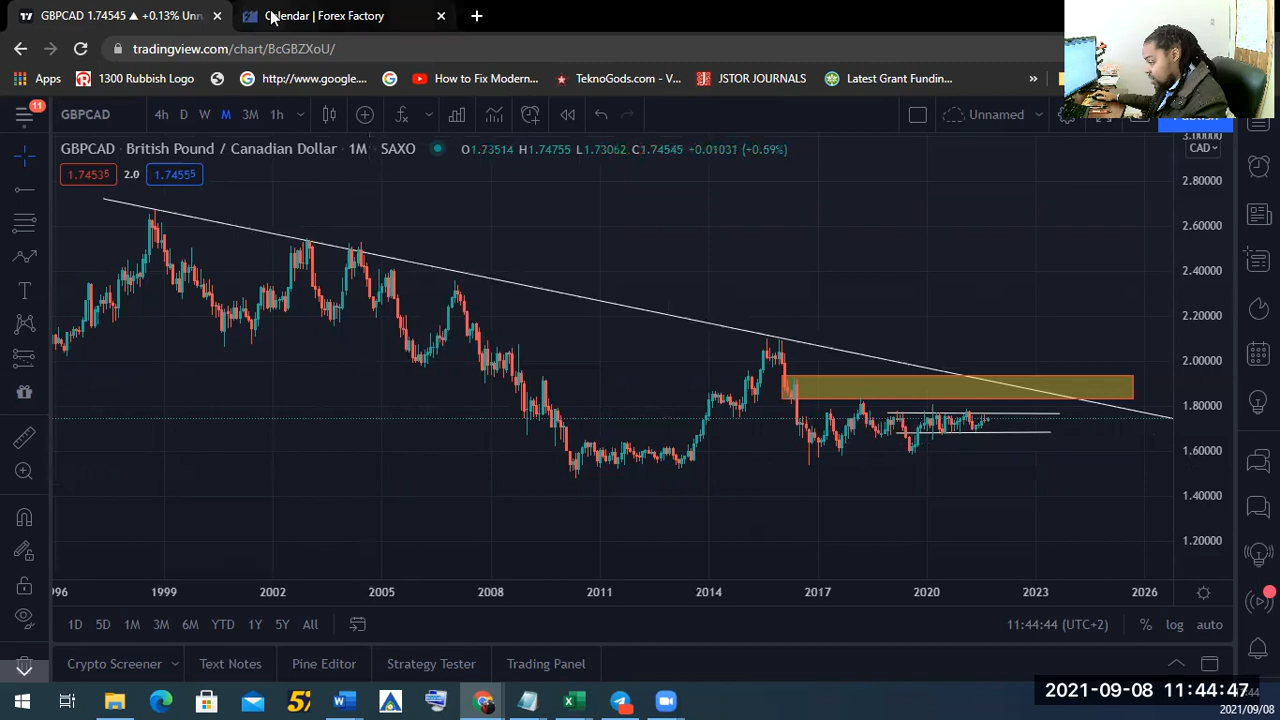 GBPCAD 1.74545 ▲ +0.13% Unn
Calendar | Forex Factory
tradingview.com/chart/BcGBZXoU/
Apps
1300 Rubbish Logo
http://www.google...
How to Fix Modern...
TeknoGods.com - V...
JSTOR JOURNALS
Latest Grant Fundin...
»
11
GBPCAD
4h D W M 3M 1h
Unnamed
Publish
GBPCAD British Pound / Canadian Dollar · 1M · SAXO
O1.73514 H1.74755 L1.73062 C1.74545 +0.01031 (+0.59%)
1.74535 2.0 1.74555
CAD
3.00000
2.80000
2.60000
2.40000
2.20000
2.00000
1.80000
1.60000
1.40000
1.20000
96 1999 2002 2005 2008 2011 2014 2017 2020 2023 2026
1D 5D 1M 3M 6M YTD 1Y 5Y All
11:44:44 (UTC+2) % log auto
Crypto Screener Text Notes Pine Editor Strategy Tester Trading Panel
2021-09-08 11:44:47
2021/09/08